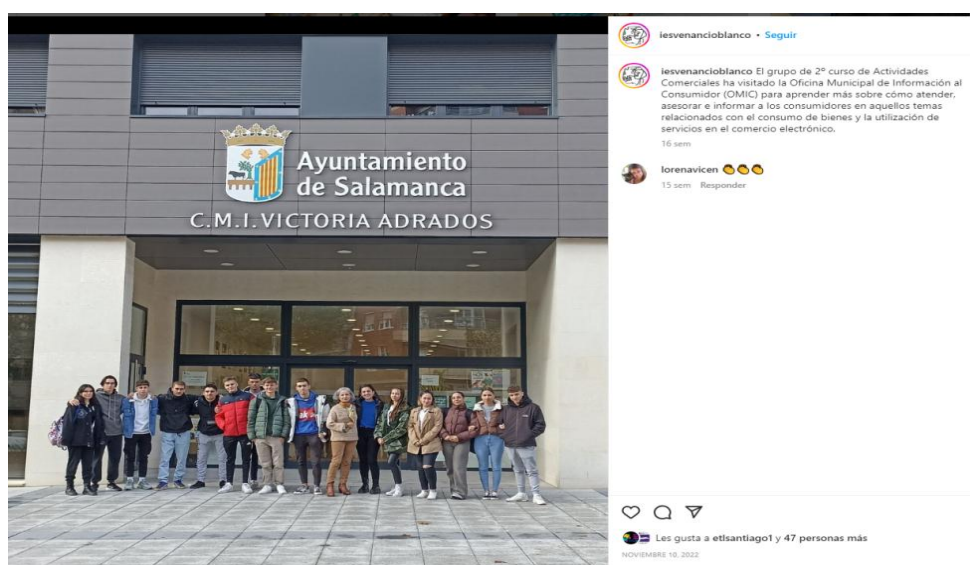 Ayuntamiento
de Salamanca
C.M.I. VICTORIA ADRADOS
iesvenancioblanco • Seguir
iesvenancioblanco El grupo de 2º curso de Actividades
Comerciales ha visitado la Oficina Municipal de Información al
Consumidor (OMIC) para aprender más sobre cómo atender,
asesorar e informar a los consumidores en aquellos temas
relacionados con el consumo de bienes y la utilización de
servicios en el comercio electrónico.
16 sem
lorenavicen 👏👏👏
15 sem Responder
Les gusta a etlsantiago1 y 47 personas más
NOVIEMBRE 10, 2022